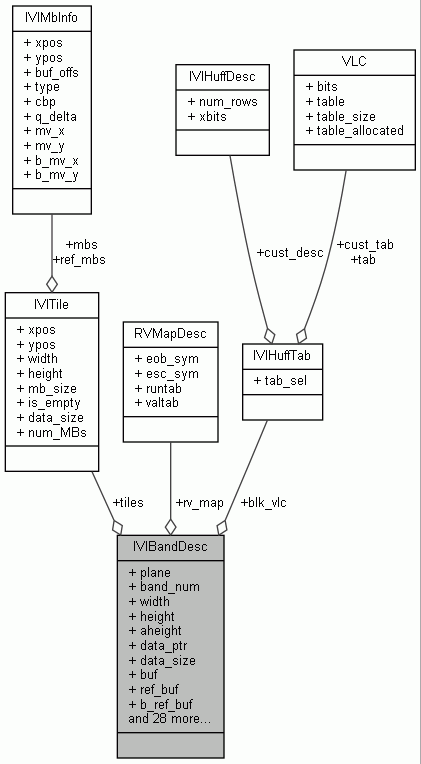 IVIMbInfo
+ xpos
+ ypos
+ buf_offs
+ type
+ cbp
+ q_delta
+ mv_x
+ mv_y
+ b_mv_x
+ b_mv_y
IVIHuffDesc
+ num_rows
+ xbits
VLC
+ bits
+ table
+ table_size
+ table_allocated
+mbs
+ref_mbs
+cust_desc
+cust_tab
+tab
IVITile
+ xpos
+ ypos
+ width
+ height
+ mb_size
+ is_empty
+ data_size
+ num_MBs
RVMapDesc
+ eob_sym
+ esc_sym
+ runtab
+ valtab
IVIHuffTab
+ tab_sel
+tiles
+rv_map
+blk_vlc
IVIBandDesc
+ plane
+ band_num
+ width
+ height
+ aheight
+ data_ptr
+ data_size
+ buf
+ ref_buf
+ b_ref_buf
and 28 more...